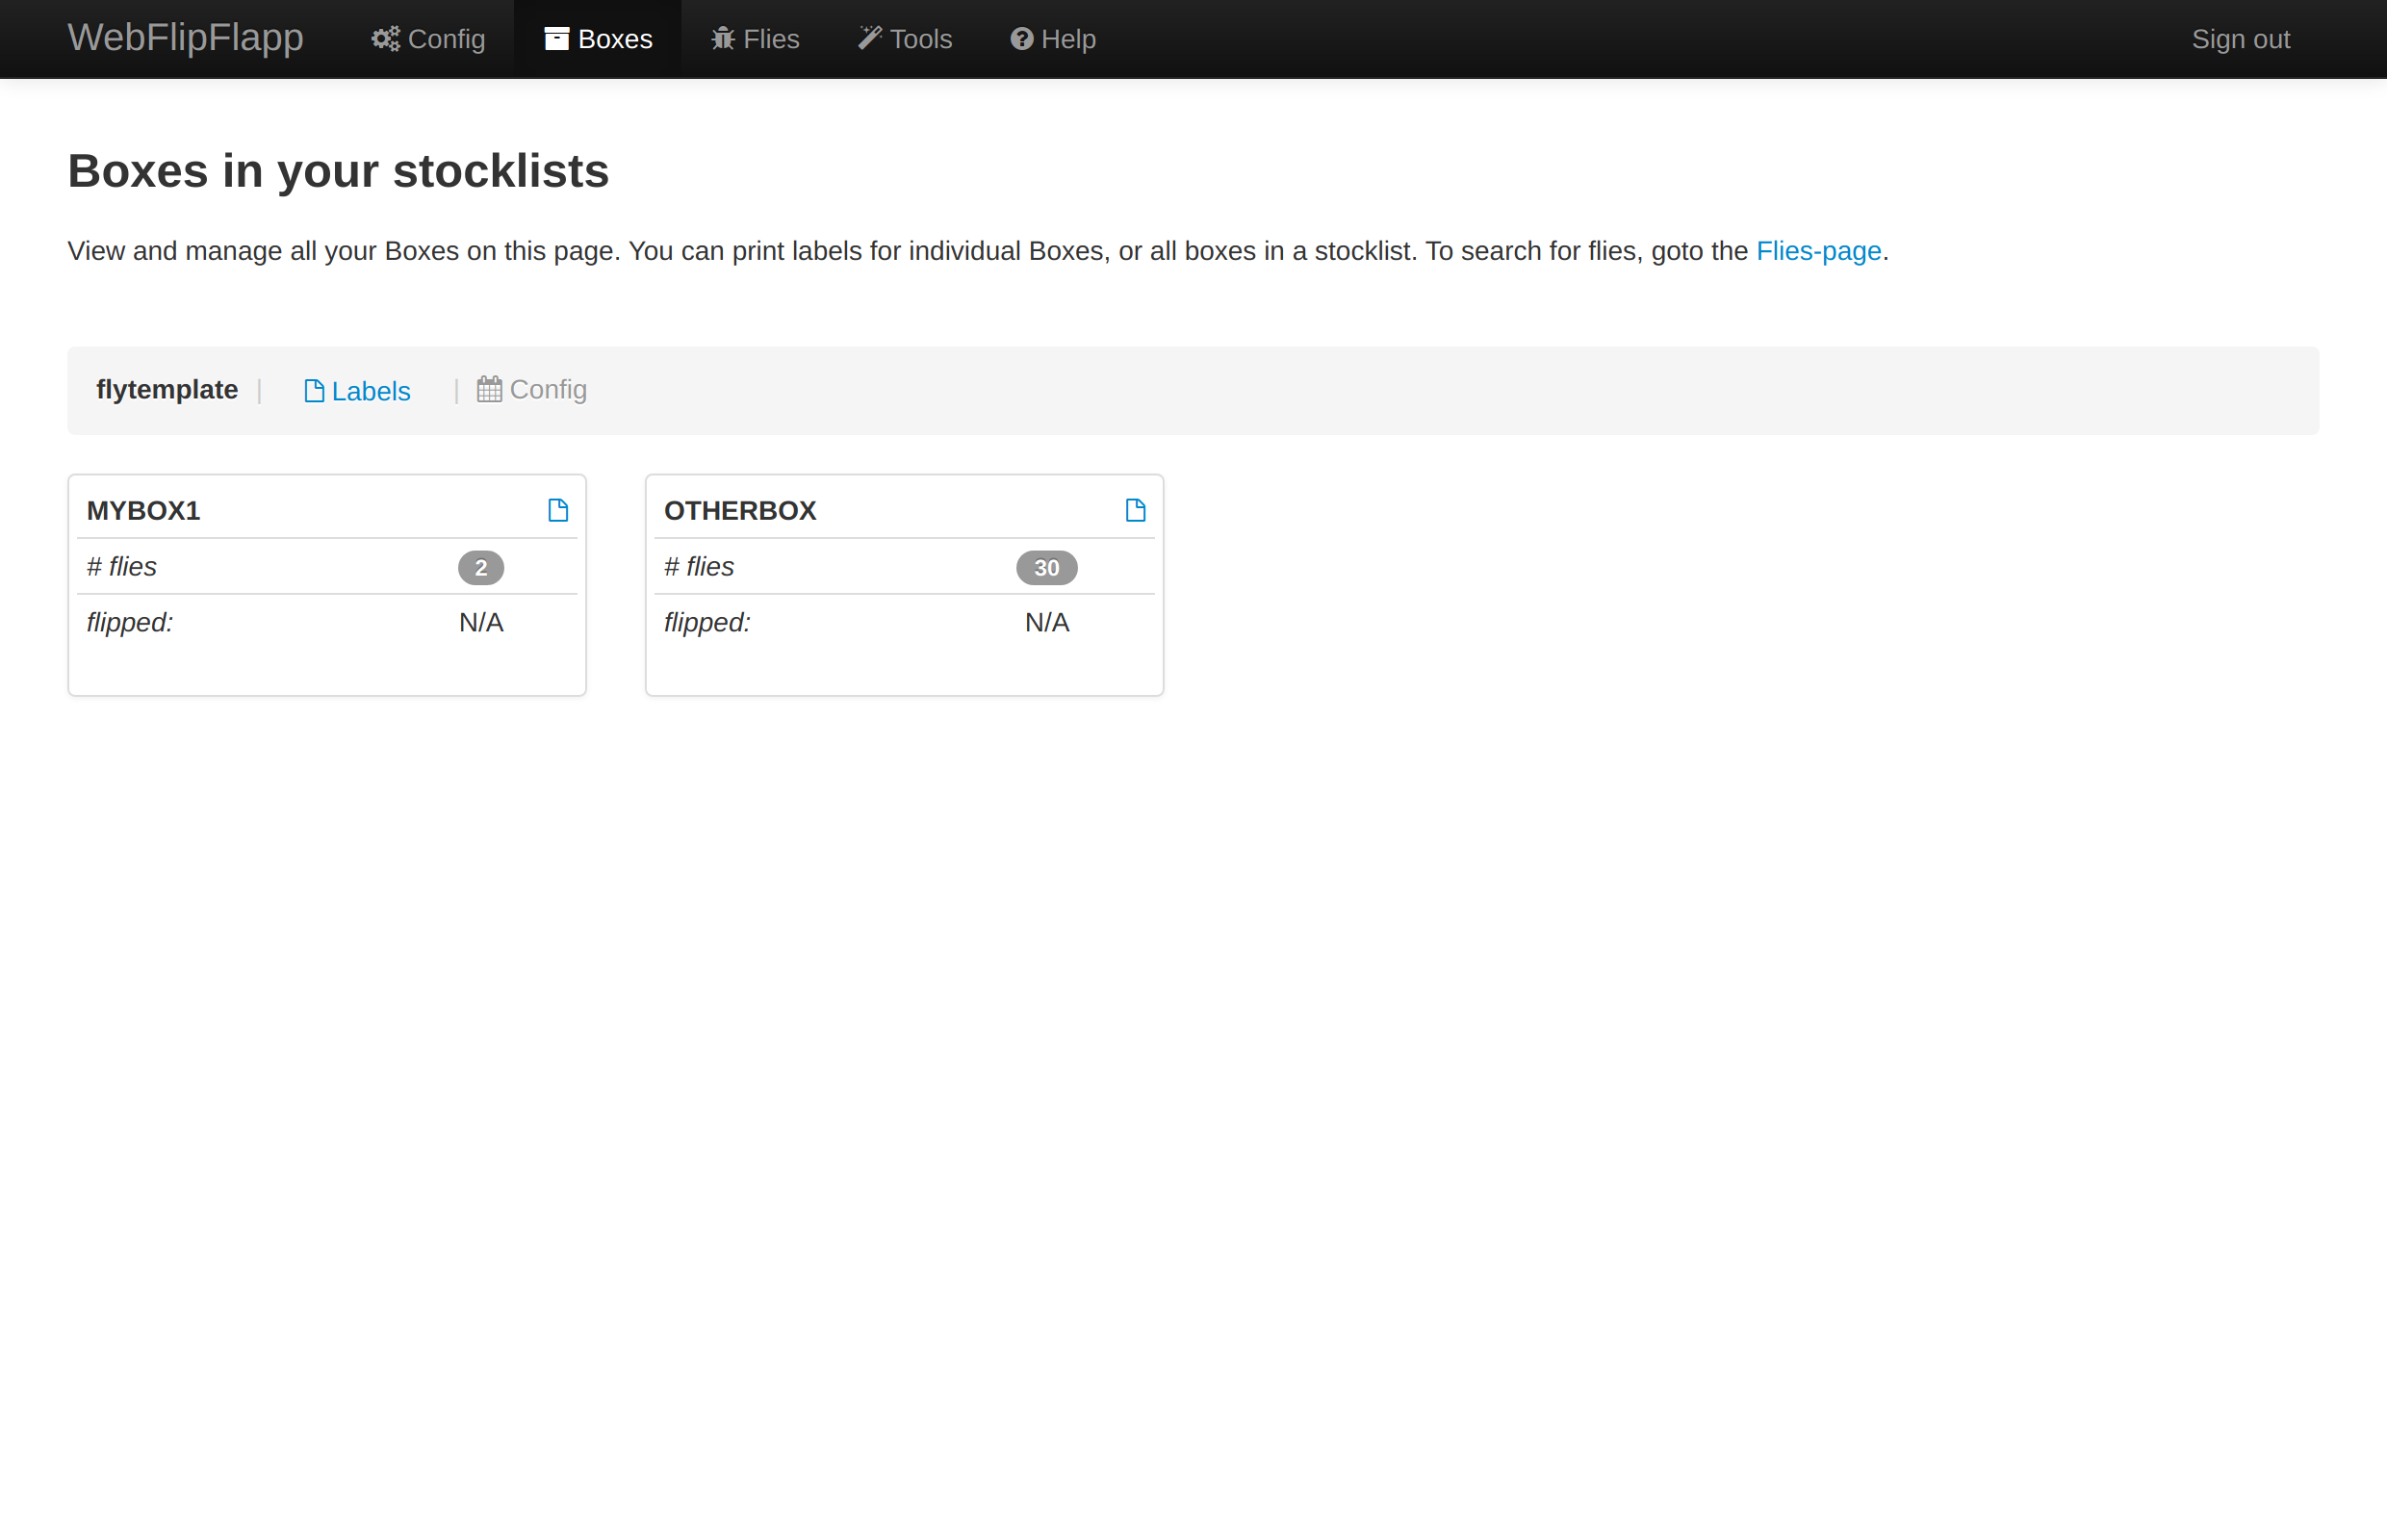 WebFlipFlapp Config Boxes Flies Tools Help Sign out
Boxes in your stocklists
View and manage all your Boxes on this page. You can print labels for individual Boxes, or all boxes in a stocklist. To search for flies, goto the Flies-page.
flytemplate | Labels | Config
MYBOX1
# flies 2
flipped: N/A
OTHERBOX
# flies 30
flipped: N/A